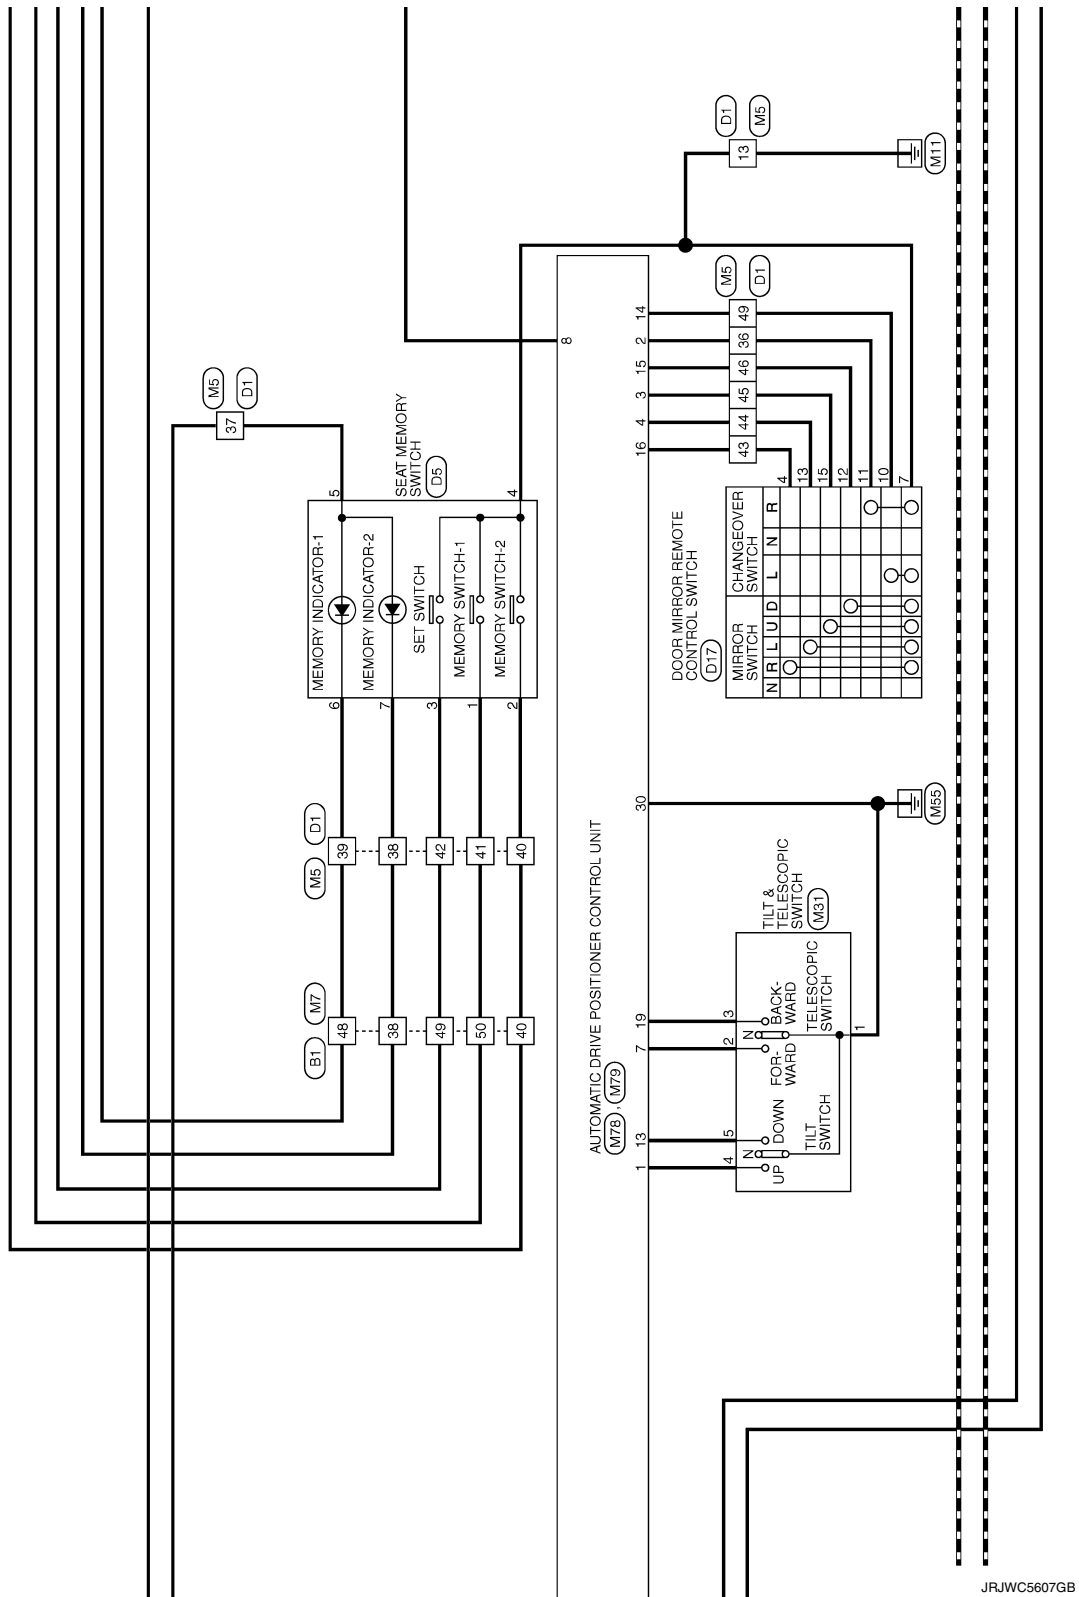 D1
M5
13
M11
M5
D1
14
49
2
36
15
46
3
45
4
44
16
43
8
M5
D1
37
SEAT MEMORY
SWITCH
D5
5
4
MEMORY INDICATOR-1
MEMORY INDICATOR-2
SET SWITCH
MEMORY SWITCH-1
MEMORY SWITCH-2
6
7
3
1
2
DOOR MIRROR REMOTE
CONTROL SWITCH
D17
4
13
15
12
11
10
7
MIRROR
SWITCH
CHANGEOVER
SWITCH
N R L U D L N R
D1
M5
39
38
42
41
40
M7
B1
48
38
49
50
40
30
M55
AUTOMATIC DRIVE POSITIONER CONTROL UNIT
M78 , M79
TILT &
TELESCOPIC
SWITCH
M31
19
7
13
1
3
2
5
4
1
BACK-
WARD
N
FOR-
WARD
TELESCOPIC
SWITCH
DOWN
N
UP
TILT
SWITCH
JRJWC5607GB